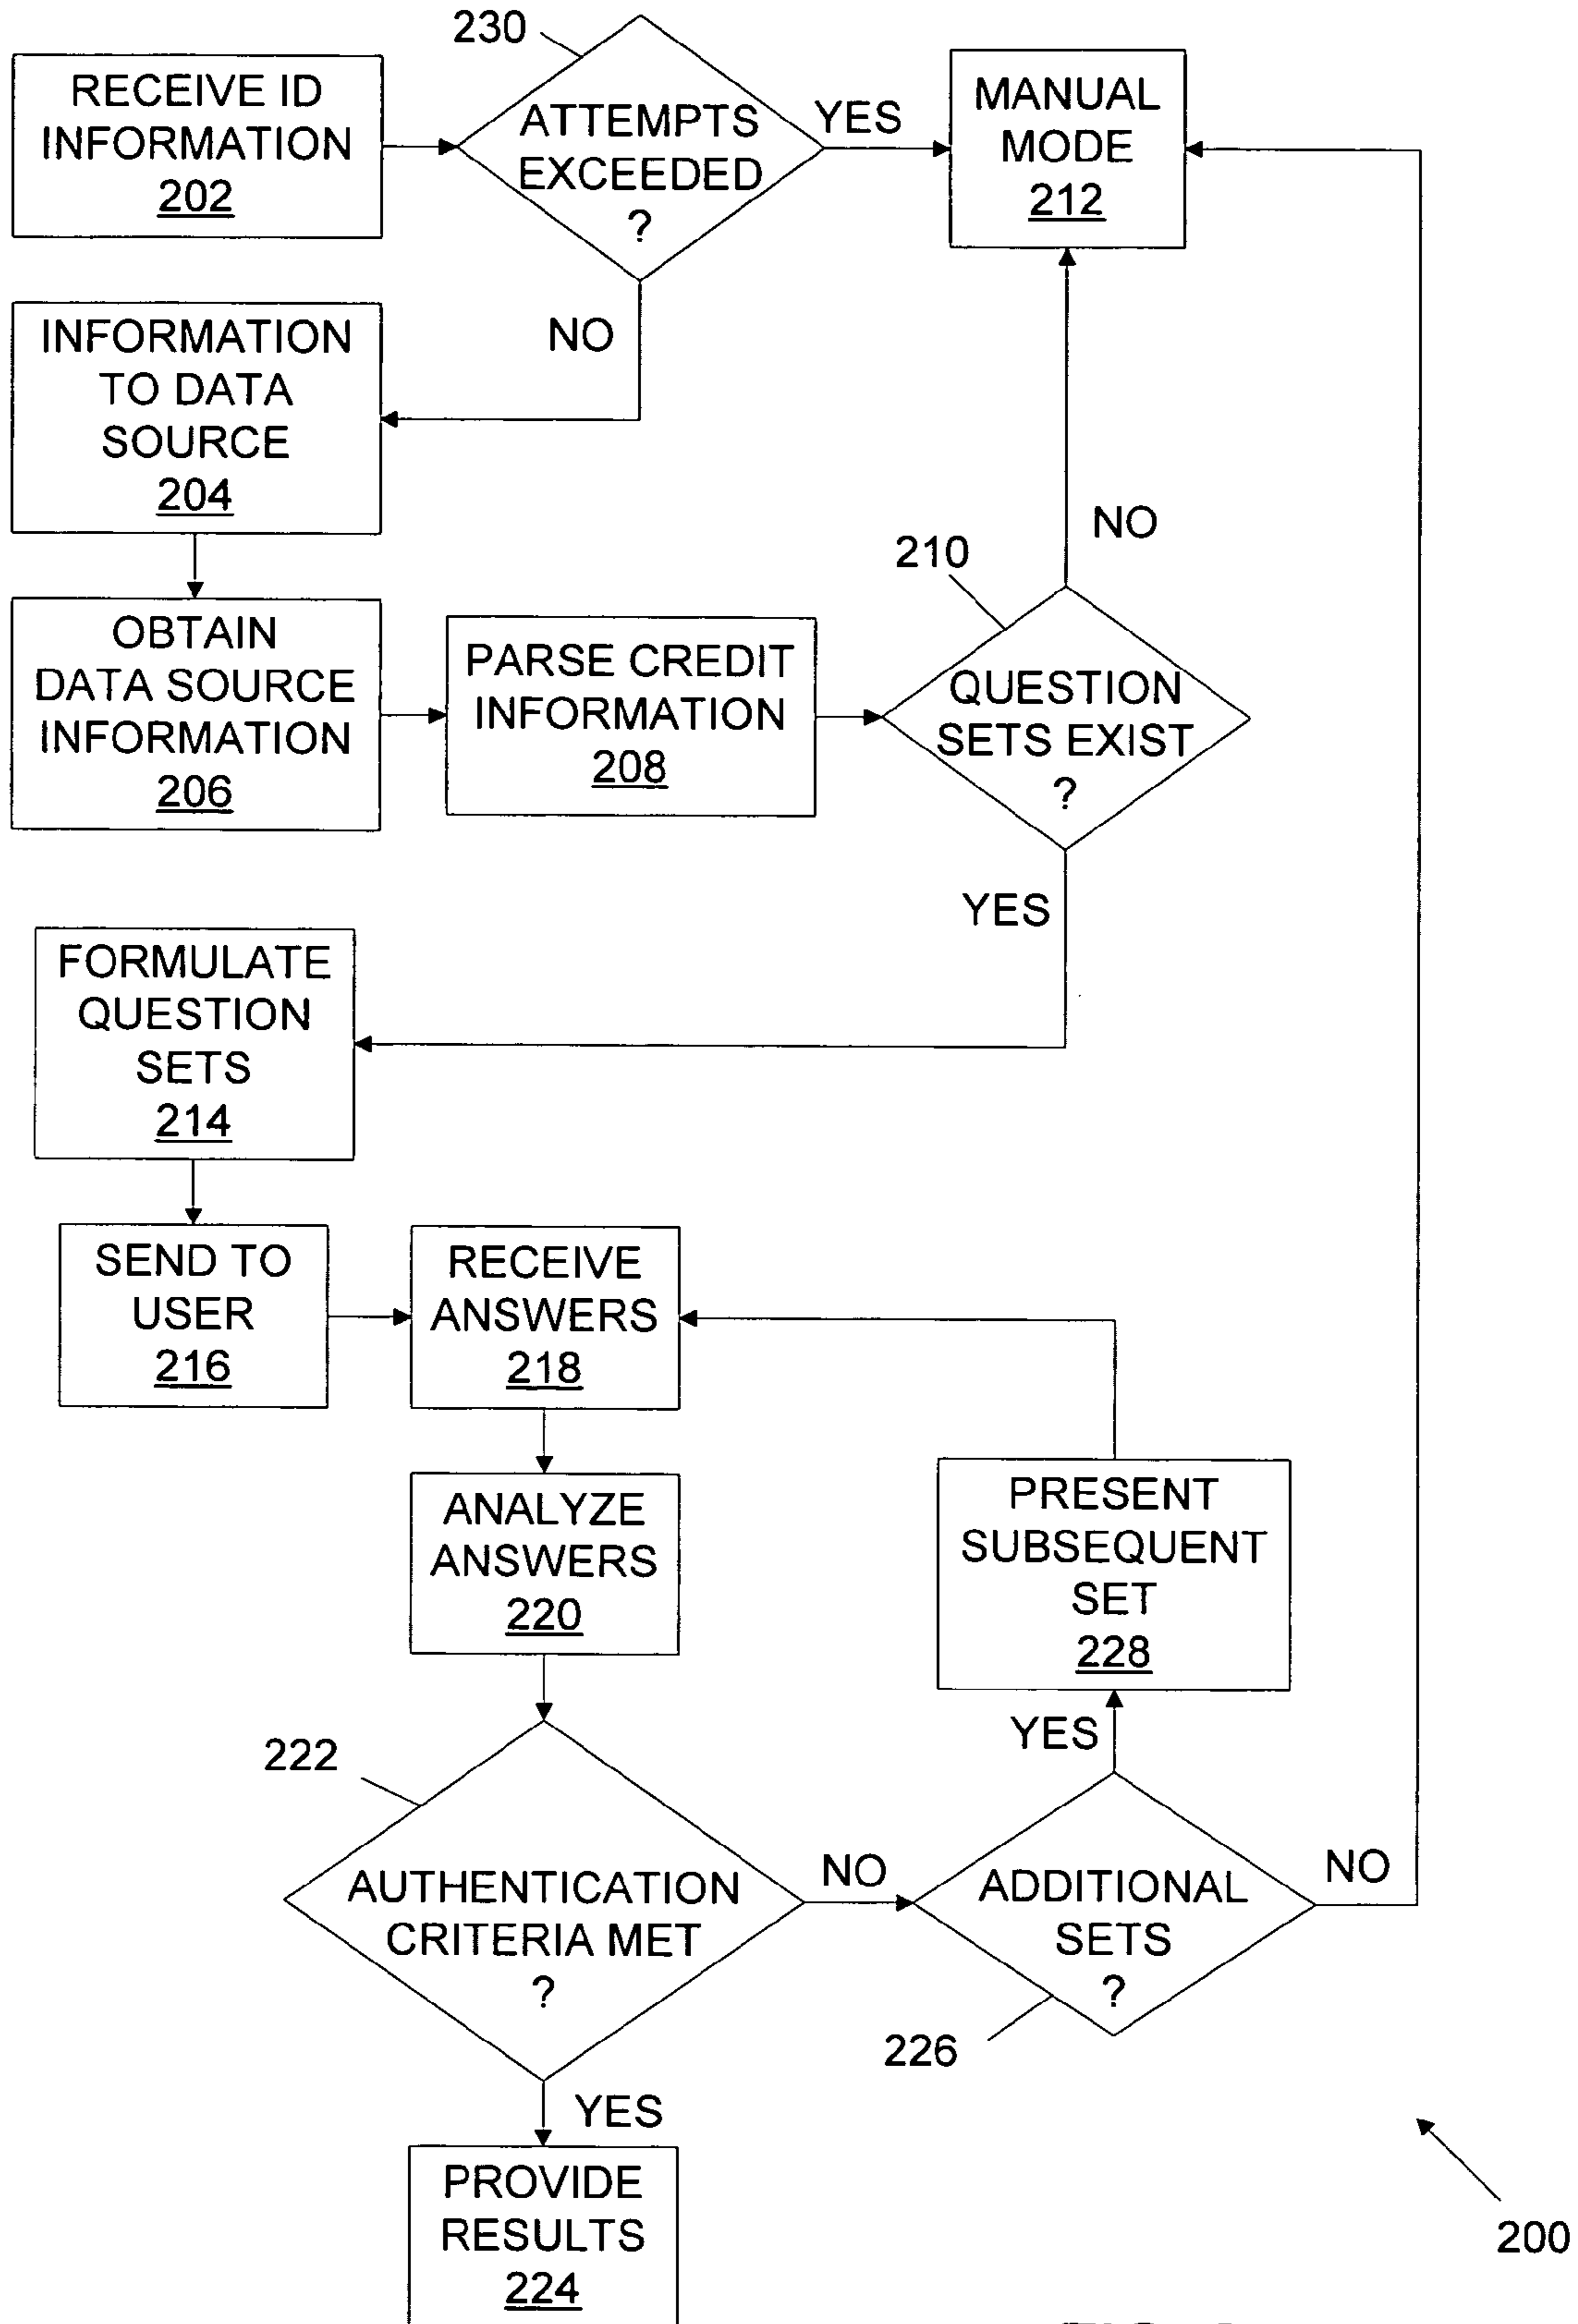 230
RECEIVE ID
INFORMATION
202
ATTEMPTS
EXCEEDED
?
YES
MANUAL
MODE
212
NO
INFORMATION
TO DATA
SOURCE
204
NO
210
OBTAIN
DATA SOURCE
INFORMATION
206
PARSE CREDIT
INFORMATION
208
QUESTION
SETS EXIST
?
YES
FORMULATE
QUESTION
SETS
214
SEND TO
USER
216
RECEIVE
ANSWERS
218
ANALYZE
ANSWERS
220
PRESENT
SUBSEQUENT
SET
228
YES
222
AUTHENTICATION
CRITERIA MET
?
NO
ADDITIONAL
SETS
?
NO
226
YES
PROVIDE
RESULTS
224
200